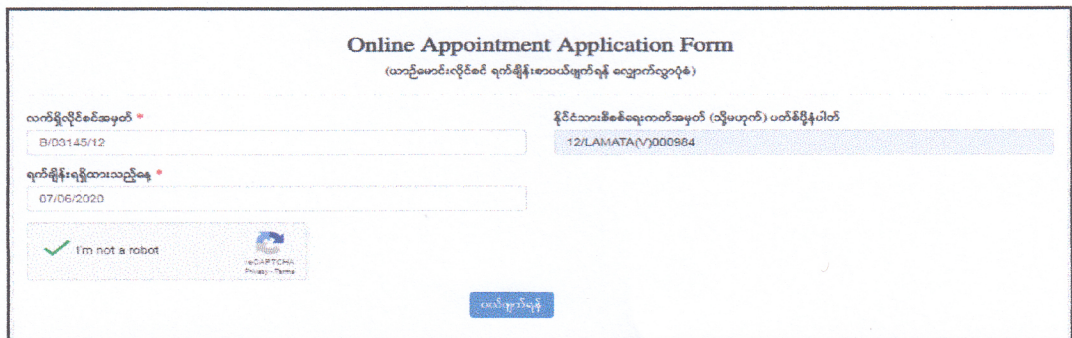 Online Appointment Application Form
(ယာဉ်မောင်းလိုင်စင် ရက်ချိန်းစာပယ်ဖျက်ရန် လျှောက်လွှာပုံစံ)
လက်ရှိလိုင်စင်အမှတ် *
နိုင်ငံသားစိစစ်ရေးကတ်အမှတ် (သို့မဟုတ်) ပတ်စ်ပို့နံပါတ်
B/03145/12
12/LAMATA(V)000984
ရက်ချိန်းရရှိထားသည့်နေ့ *
07/06/2020
I'm not a robot
reCAPTCHA
Privacy - Terms
ပယ်ဖျက်ရန်